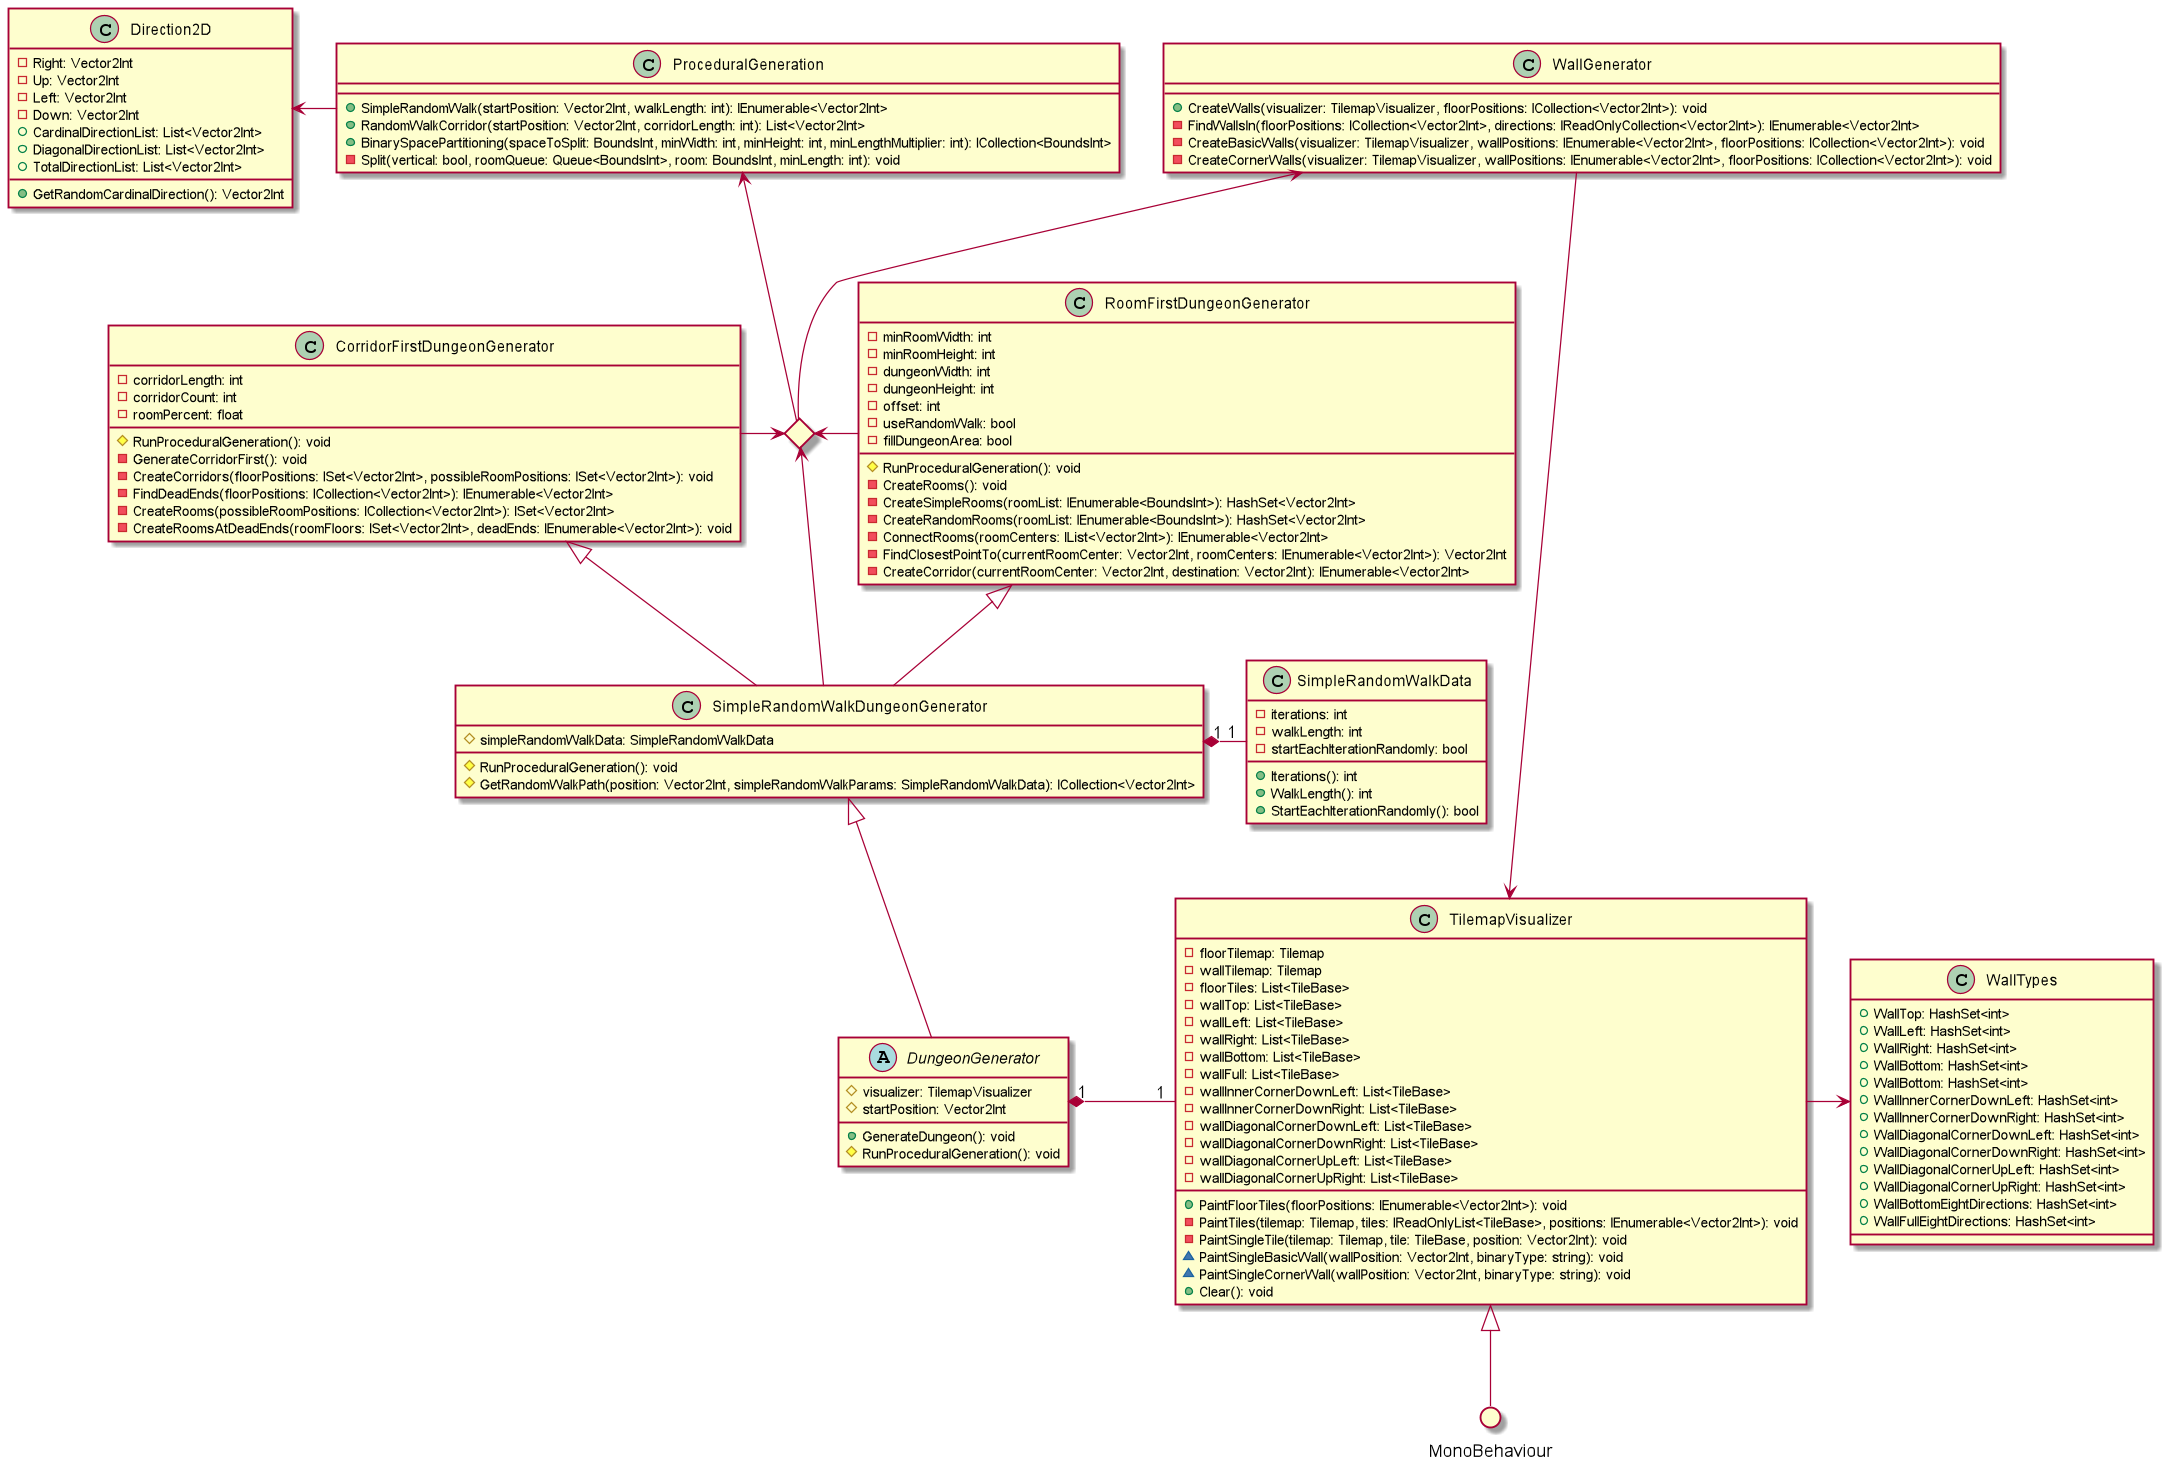 C Direction2D
Right: Vector2Int
Up: Vector2Int
Left: Vector2Int
Down: Vector2Int
CardinalDirectionList: List<Vector2Int>
DiagonalDirectionList: List<Vector2Int>
TotalDirectionList: List<Vector2Int>
GetRandomCardinalDirection(): Vector2Int
C ProceduralGeneration
SimpleRandomWalk(startPosition: Vector2Int, walkLength: int): IEnumerable<Vector2Int>
RandomWalkCorridor(startPosition: Vector2Int, corridorLength: int): List<Vector2Int>
BinarySpacePartitioning(spaceToSplit: BoundsInt, minWidth: int, minHeight: int, minLengthMultiplier: int): ICollection<BoundsInt>
Split(vertical: bool, roomQueue: Queue<BoundsInt>, room: BoundsInt, minLength: int): void
C WallGenerator
CreateWalls(visualizer: TilemapVisualizer, floorPositions: ICollection<Vector2Int>): void
FindWallsIn(floorPositions: ICollection<Vector2Int>, directions: IReadOnlyCollection<Vector2Int>): IEnumerable<Vector2Int>
CreateBasicWalls(visualizer: TilemapVisualizer, wallPositions: IEnumerable<Vector2Int>, floorPositions: ICollection<Vector2Int>): void
CreateCornerWalls(visualizer: TilemapVisualizer, wallPositions: IEnumerable<Vector2Int>, floorPositions: ICollection<Vector2Int>): void
C CorridorFirstDungeonGenerator
corridorLength: int
corridorCount: int
roomPercent: float
RunProceduralGeneration(): void
GenerateCorridorFirst(): void
CreateCorridors(floorPositions: ISet<Vector2Int>, possibleRoomPositions: ISet<Vector2Int>): void
FindDeadEnds(floorPositions: ICollection<Vector2Int>): IEnumerable<Vector2Int>
CreateRooms(possibleRoomPositions: ICollection<Vector2Int>): ISet<Vector2Int>
CreateRoomsAtDeadEnds(roomFloors: ISet<Vector2Int>, deadEnds: IEnumerable<Vector2Int>): void
C RoomFirstDungeonGenerator
minRoomWidth: int
minRoomHeight: int
dungeonWidth: int
dungeonHeight: int
offset: int
useRandomWalk: bool
fillDungeonArea: bool
RunProceduralGeneration(): void
CreateRooms(): void
CreateSimpleRooms(roomList: IEnumerable<BoundsInt>): HashSet<Vector2Int>
CreateRandomRooms(roomList: IEnumerable<BoundsInt>): HashSet<Vector2Int>
ConnectRooms(roomCenters: IList<Vector2Int>): IEnumerable<Vector2Int>
FindClosestPointTo(currentRoomCenter: Vector2Int, roomCenters: IEnumerable<Vector2Int>): Vector2Int
CreateCorridor(currentRoomCenter: Vector2Int, destination: Vector2Int): IEnumerable<Vector2Int>
C SimpleRandomWalkDungeonGenerator
simpleRandomWalkData: SimpleRandomWalkData
RunProceduralGeneration(): void
GetRandomWalkPath(position: Vector2Int, simpleRandomWalkParams: SimpleRandomWalkData): ICollection<Vector2Int>
1 1
C SimpleRandomWalkData
iterations: int
walkLength: int
startEachIterationRandomly: bool
Iterations(): int
WalkLength(): int
StartEachIterationRandomly(): bool
A DungeonGenerator
visualizer: TilemapVisualizer
startPosition: Vector2Int
GenerateDungeon(): void
RunProceduralGeneration(): void
1 1
C TilemapVisualizer
floorTilemap: Tilemap
wallTilemap: Tilemap
floorTiles: List<TileBase>
wallTop: List<TileBase>
wallLeft: List<TileBase>
wallRight: List<TileBase>
wallBottom: List<TileBase>
wallFull: List<TileBase>
wallInnerCornerDownLeft: List<TileBase>
wallInnerCornerDownRight: List<TileBase>
wallDiagonalCornerDownLeft: List<TileBase>
wallDiagonalCornerDownRight: List<TileBase>
wallDiagonalCornerUpLeft: List<TileBase>
wallDiagonalCornerUpRight: List<TileBase>
PaintFloorTiles(floorPositions: IEnumerable<Vector2Int>): void
PaintTiles(tilemap: Tilemap, tiles: IReadOnlyList<TileBase>, positions: IEnumerable<Vector2Int>): void
PaintSingleTile(tilemap: Tilemap, tile: TileBase, position: Vector2Int): void
PaintSingleBasicWall(wallPosition: Vector2Int, binaryType: string): void
PaintSingleCornerWall(wallPosition: Vector2Int, binaryType: string): void
Clear(): void
C WallTypes
WallTop: HashSet<int>
WallLeft: HashSet<int>
WallRight: HashSet<int>
WallBottom: HashSet<int>
WallBottom: HashSet<int>
WallInnerCornerDownLeft: HashSet<int>
WallInnerCornerDownRight: HashSet<int>
WallDiagonalCornerDownLeft: HashSet<int>
WallDiagonalCornerDownRight: HashSet<int>
WallDiagonalCornerUpLeft: HashSet<int>
WallDiagonalCornerUpRight: HashSet<int>
WallBottomEightDirections: HashSet<int>
WallFullEightDirections: HashSet<int>
MonoBehaviour